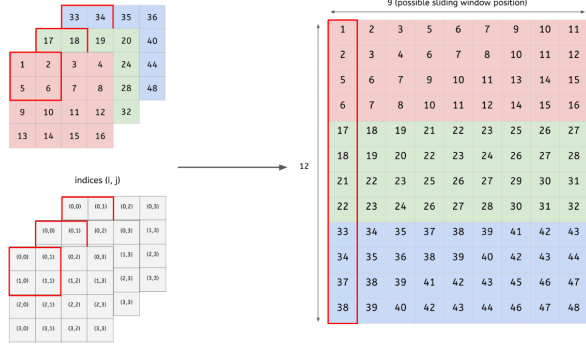 9 (possible sliding window position)
33 34 35 36
17 18 19 20 40
1 2 3 4 24 44
5 6 7 8 28 48
9 10 11 12 32
13 14 15 16
indices (i, j)
(0,0) (0,1) (0,2) (0,3)
(0,0) (0,1) (0,2) (0,3) (1,3)
(0,0) (0,1) (0,2) (0,3) (1,3) (2,3)
(1,0) (1,1) (1,2) (1,3) (2,3) (3,3)
(2,0) (2,1) (2,2) (2,3) (3,3)
(3,0) (3,1) (3,2) (3,3)
12
1 2 3 5 6 7 9 10 11
2 3 4 6 7 8 10 11 12
5 6 7 9 10 11 13 14 15
6 7 8 10 11 12 14 15 16
17 18 19 21 22 23 25 26 27
18 19 20 22 23 24 26 27 28
21 22 23 25 26 27 29 30 31
22 23 24 26 27 28 30 31 32
33 34 35 37 38 39 41 42 43
34 35 36 38 39 40 42 43 44
37 38 39 41 42 43 45 46 47
38 39 40 42 43 44 46 47 48